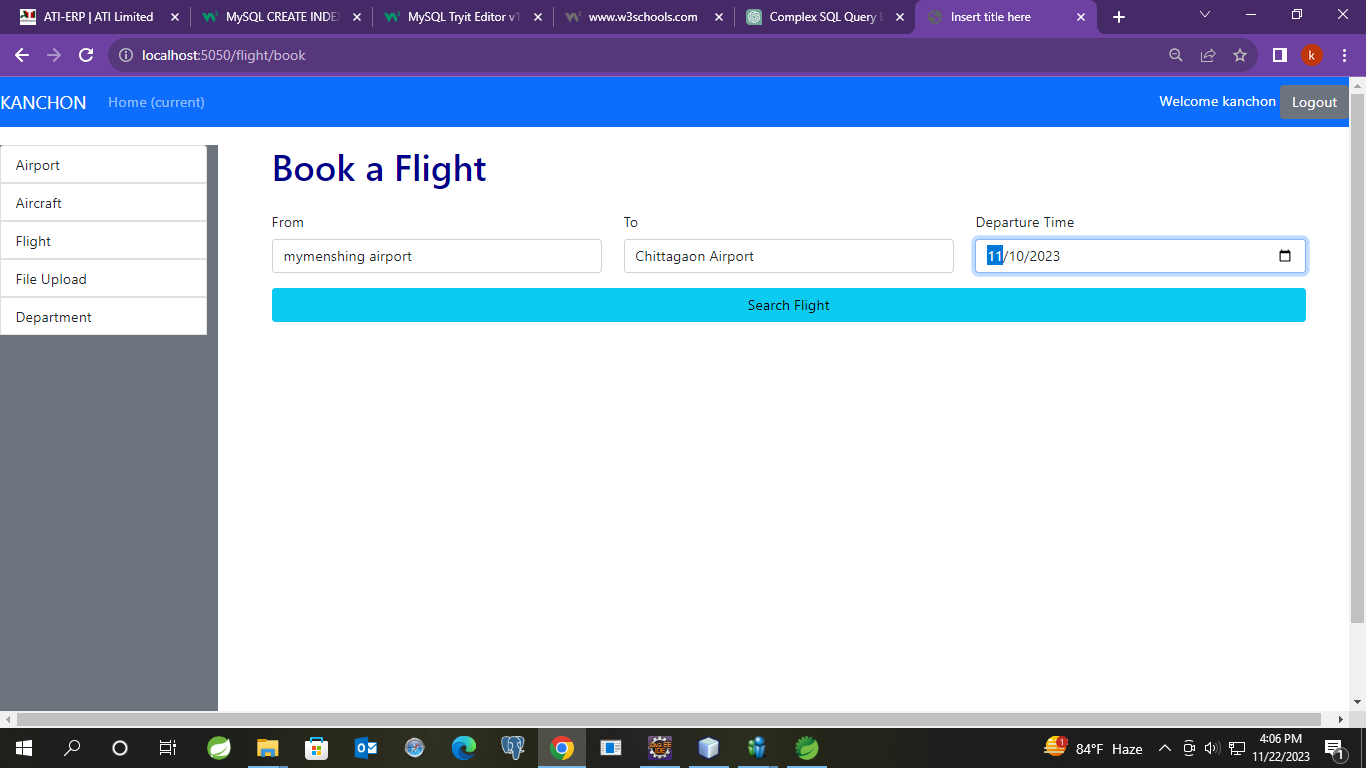 ATI-ERP | ATI Limited
MySQL CREATE INDE
MySQL Tryit Editor v1
www.w3schools.com
Complex SQL Query
Insert title here
localhost:5050/flight/book
k
KANCHON Home (current) Welcome kanchon Logout
Airport
Aircraft
Flight
File Upload
Department
Book a Flight
From To Departure Time
mymenshing airport Chittagaon Airport 11/10/2023
Search Flight
1 84°F Haze 4:06 PM
11/22/2023
1